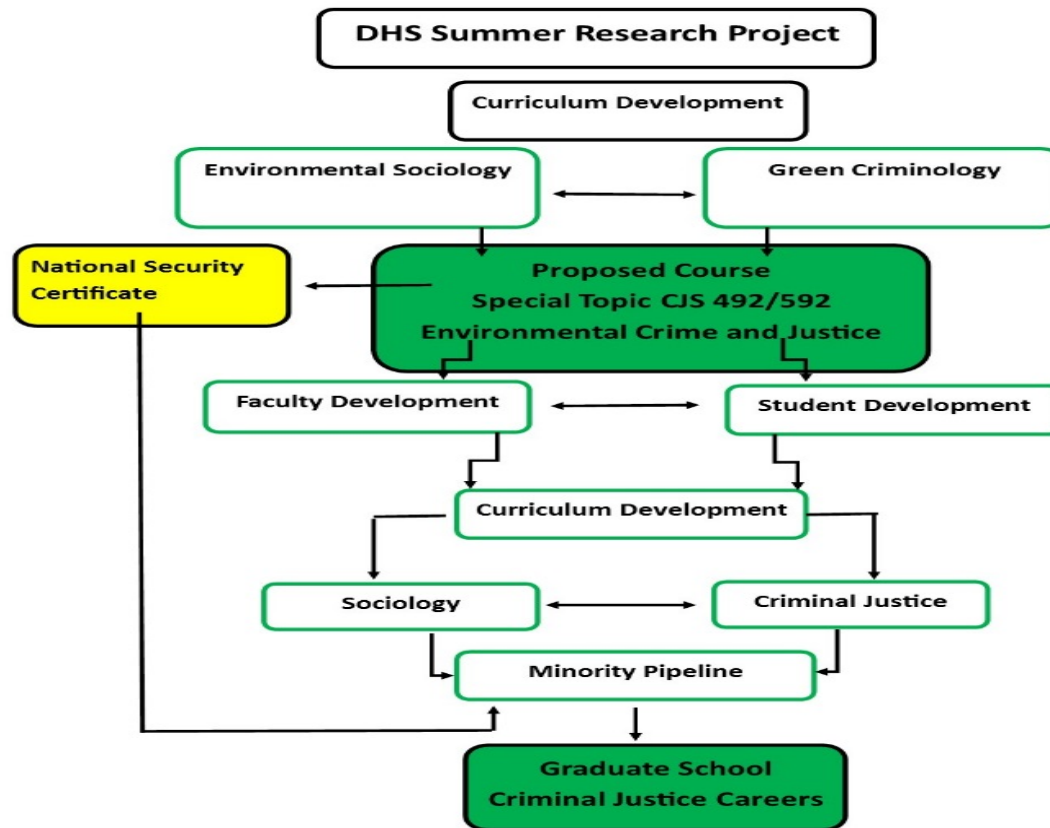 DHS Summer Research Project
Curriculum Development
Environmental Sociology
Green Criminology
National Security
Certificate
Proposed Course
Special Topic CJS 492/592
Environmental Crime and Justice
Faculty Development
Student Development
Curriculum Development
Sociology
Criminal Justice
Minority Pipeline
Graduate School
Criminal Justice Careers